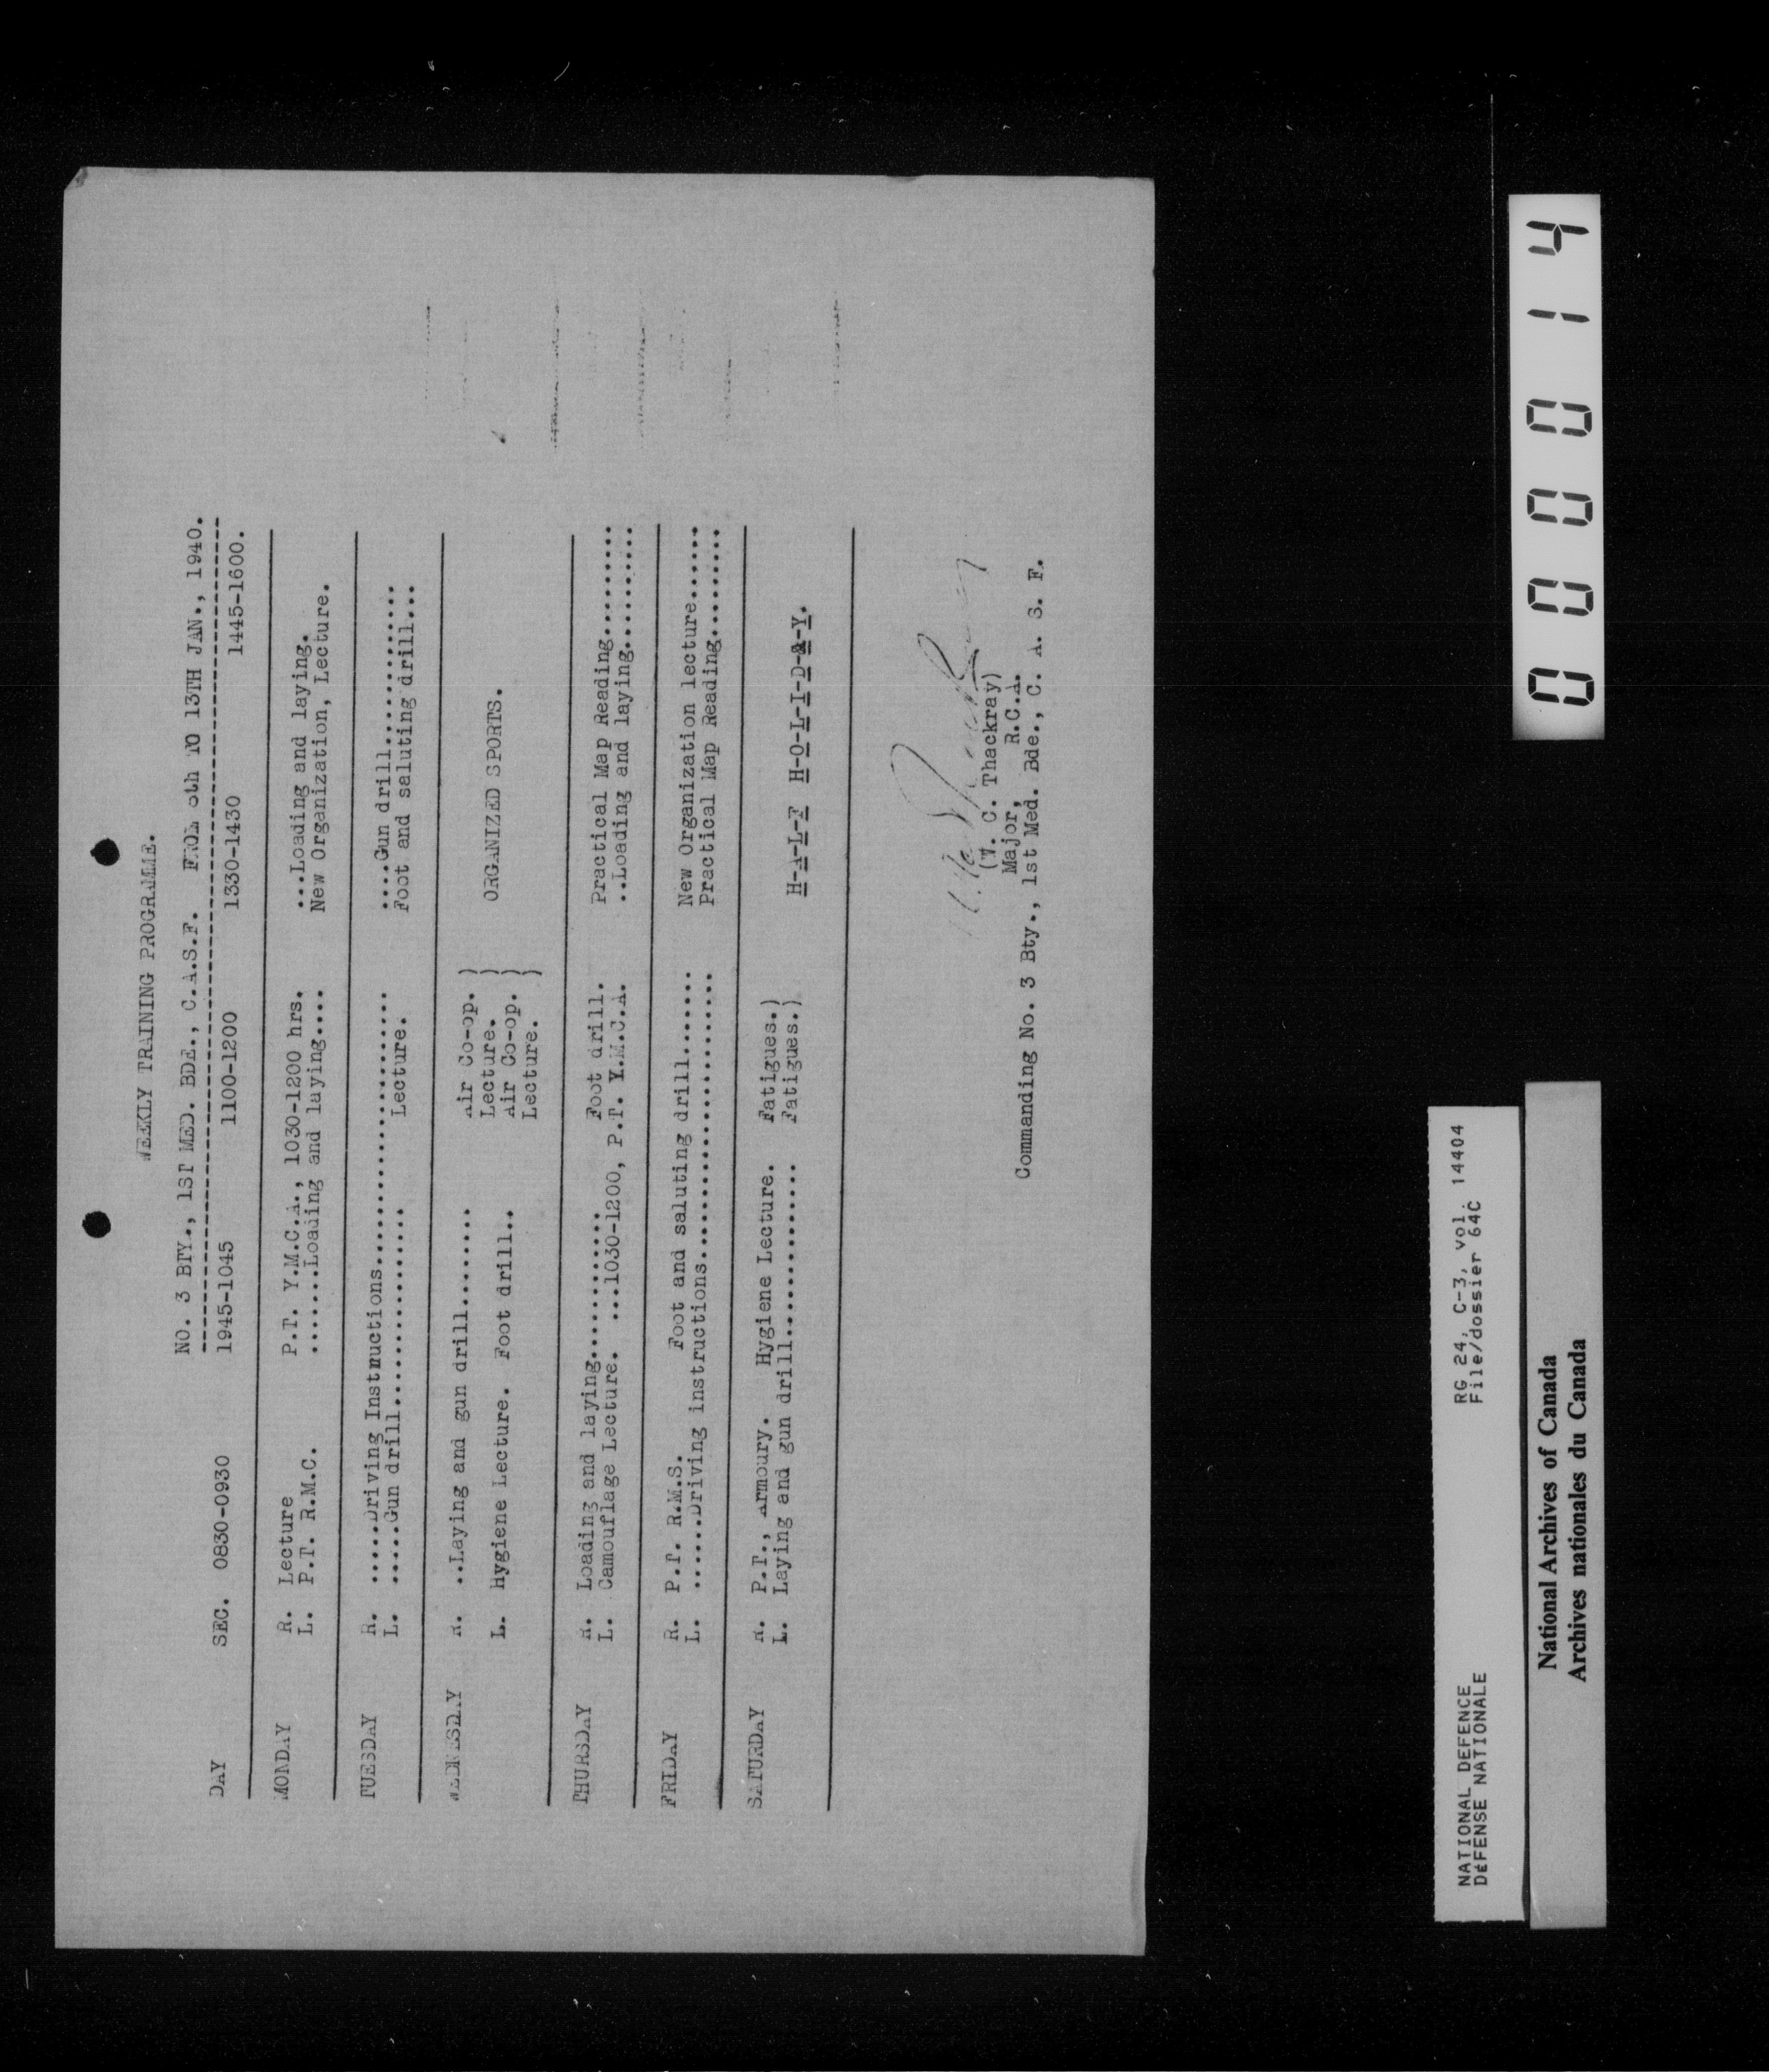 WEEKLY TRAINING PROGRAMME.
NO. 3 BTY., 1ST MED. BDE., C.A.S.F. FROM 8th TO 13TH JAN., 1940.
DAY SEC. 0830-0930 1945-1045 1100-1200 1330-1430 1445-1600.
MONDAY R. Lecture P.T. Y.M.C.A., 1030-1200 hrs. ...Loading and laying.
L. P.T. R.M.C. .......Loading and laying.... New Organization, Lecture.
TUESDAY R. .....Driving Instructions............................ ....Gun drill...............
L. .....Gun drill.................... Lecture. Foot and saluting drill...
WEDNESDAY R. ..Laying and gun drill........ Air Co-op. )
Lecture. ) ORGANIZED SPORTS.
L. Hygiene Lecture. Foot drill.. Air Co-op. )
Lecture. )
THURSDAY R. Loading and laying............. Foot drill. Practical Map Reading.........
L. Camouflage Lecture. ...1030-1200, P.T. Y.M.C.A. ..Loading and laying..........
FRIDAY R. P.T. R.M.S. Foot and saluting drill....... New Organization lecture......
L. ......Driving instructions............................. Practical Map Reading.........
SATURDAY R. P.T., Armoury. Hygiene Lecture. Fatigues.)
L. Laying and gun drill............... Fatigues.) H-A-L-F H-O-L-I-D-A-Y.
(W. C. Thackray)
Major, R.C.A.
Commanding No. 3 Bty., 1st Med. Bde., C. A. S. F.
000014
NATIONAL DEFENCE RG 24, C-3, vol. 14404
DéFENSE NATIONALE File/dossier 64C
National Archives of Canada
Archives nationales du Canada